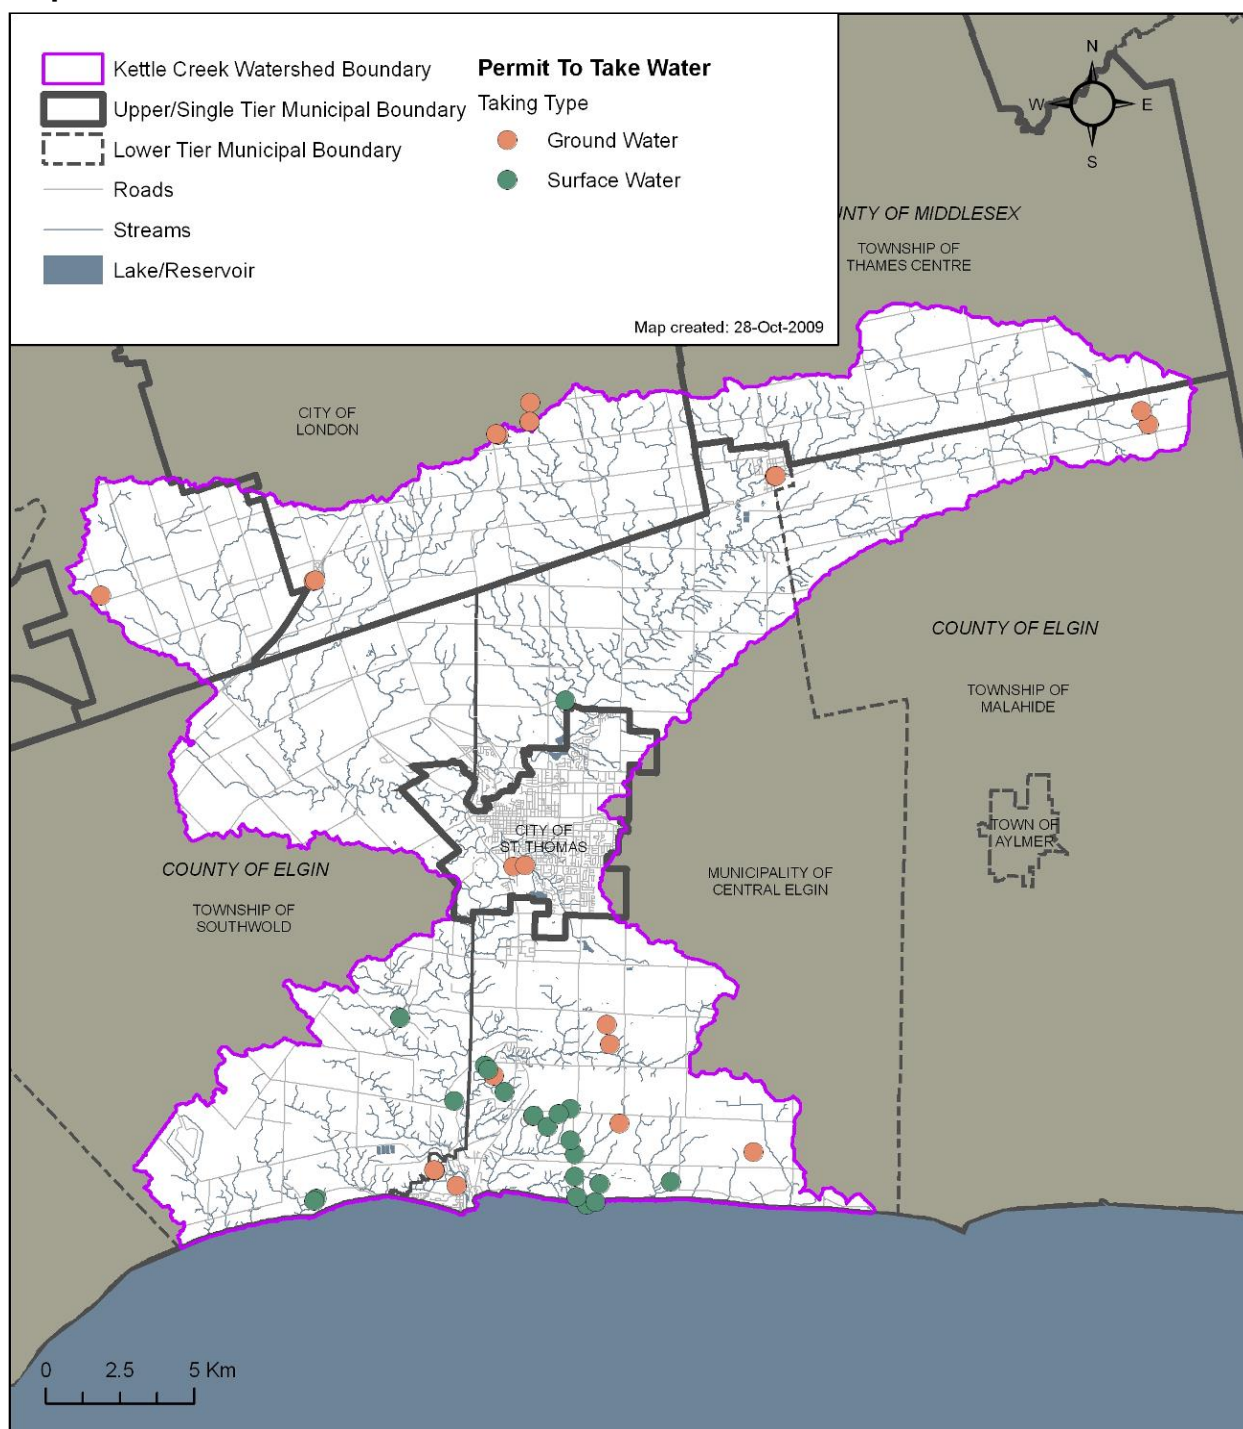 Kettle Creek Watershed Boundary
Upper/Single Tier Municipal Boundary
Lower Tier Municipal Boundary
Roads
Streams
Lake/Reservoir
Permit To Take Water
Taking Type
Ground Water
Surface Water
Map created: 28-Oct-2009
N
W
E
S
UNTY OF MIDDLESEX
TOWNSHIP OF
THAMES CENTRE
CITY OF
LONDON
COUNTY OF ELGIN
TOWNSHIP OF
MALAHIDE
TOWN OF
AYLMER
CITY OF
ST. THOMAS
MUNICIPALITY OF
CENTRAL ELGIN
COUNTY OF ELGIN
TOWNSHIP OF
SOUTHWOLD
0 2.5 5 Km